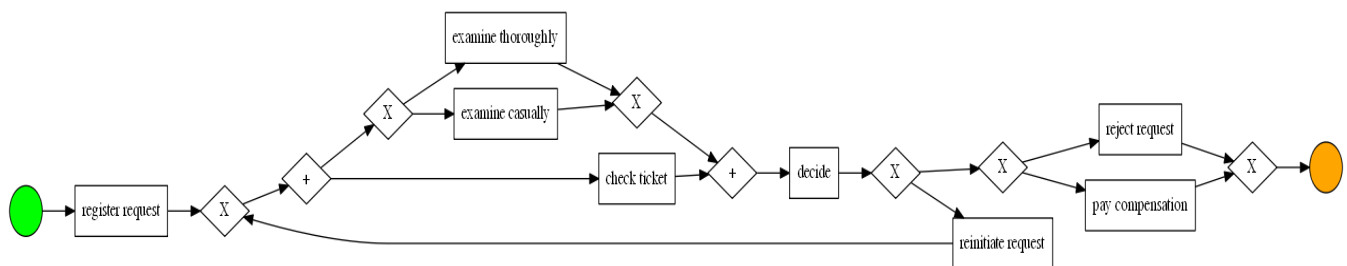 examine thoroughly
X
examine casually
X
+
check ticket
+
register request
X
decide
X
X
reject request
pay compensation
X
reinitiate request